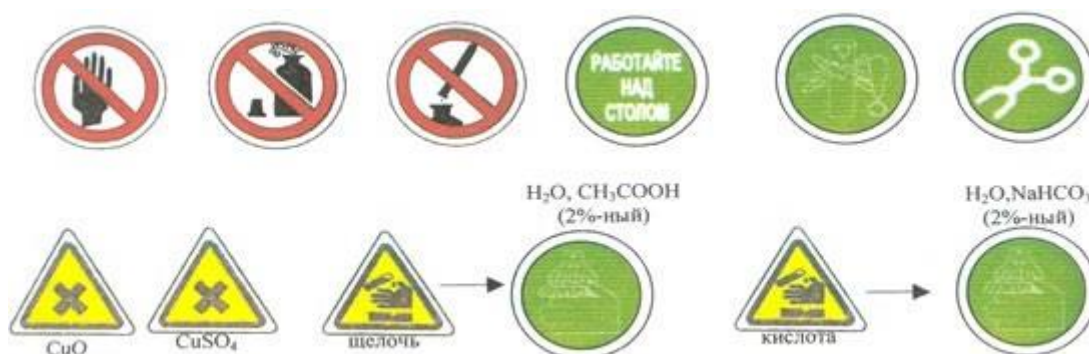 РАБОТАЙТЕ
НАД
СТОЛОМ
H₂O, CH₃COOH
(2%-ный)
H₂O,NaHCO₃
(2%-ный)
CuO
CuSO₄
щелочь
кислота